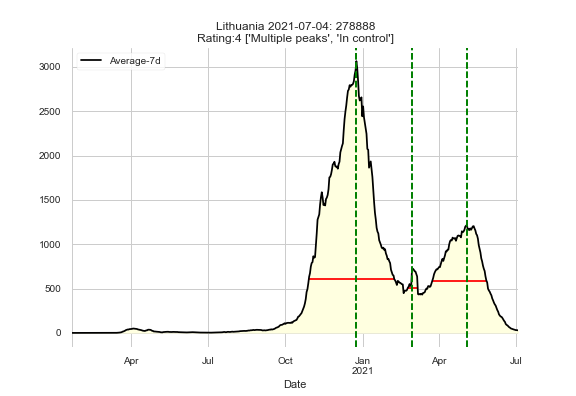 Lithuania 2021-07-04: 278888
Rating:4 ['Multiple peaks', 'In control']
Average-7d
3000
2500
2000
1500
1000
500
0
Apr
Jul
Oct
Jan
2021
Apr
Jul
Date